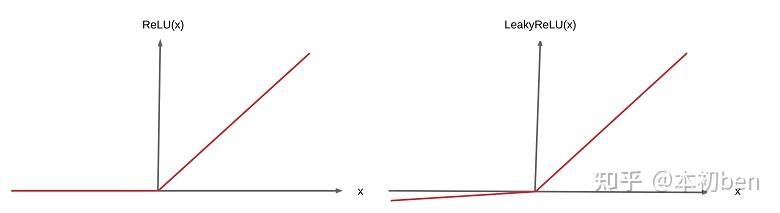 ReLU(x)
LeakyReLU(x)
x
x
知乎 @本初ben